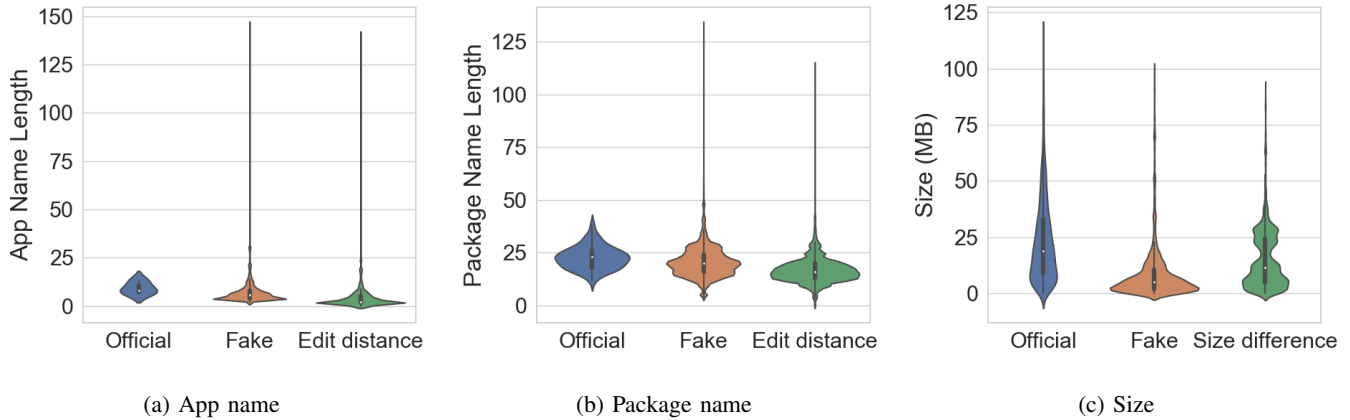 App Name Length
150
125
100
75
50
25
0
Official Fake Edit distance
(a) App name
Package Name Length
125
100
75
50
25
0
Official Fake Edit distance
(b) Package name
Size (MB)
125
100
75
50
25
0
Official Fake Size difference
(c) Size